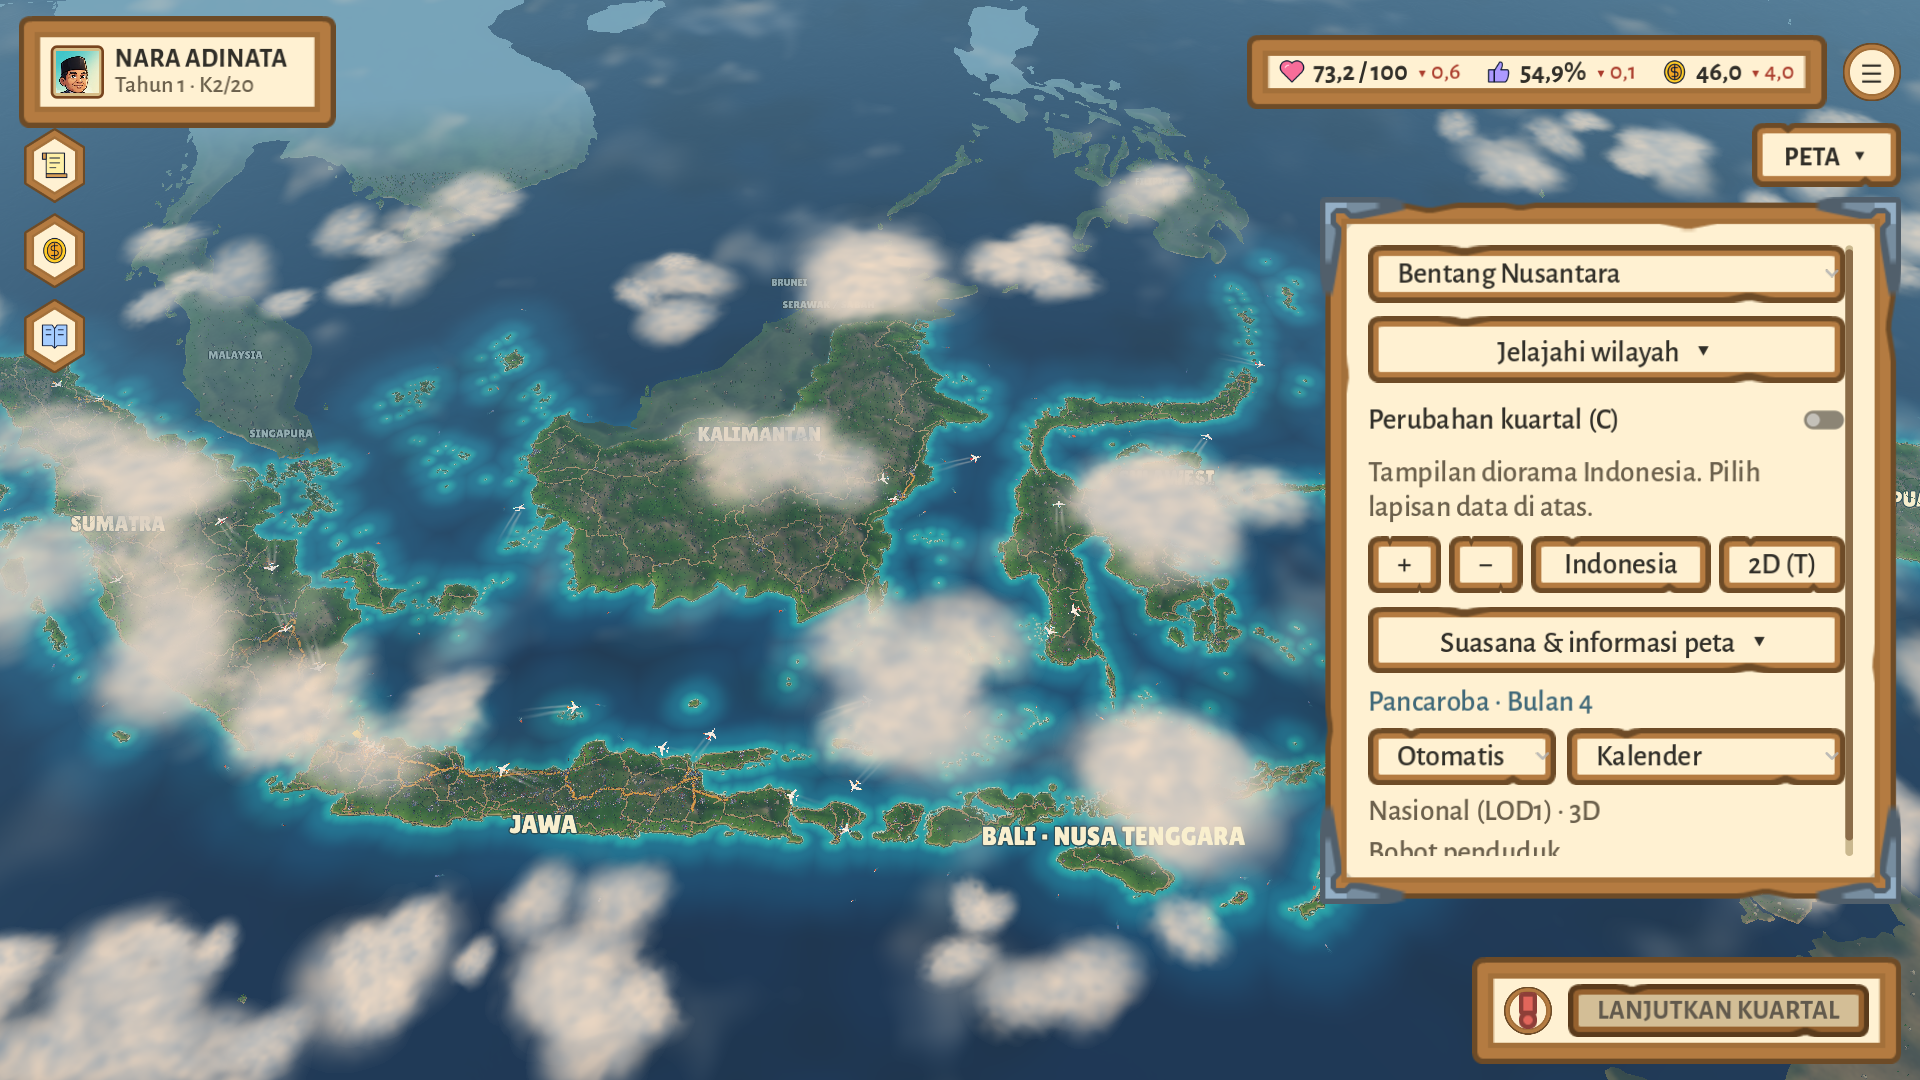 NARA ADINATA
Tahun 1 · K2/20
73,2 / 100 ▼ 0,6
54,9% ▼ 0,1
46,0 ▼ 4,0
PETA ▼
Bentang Nusantara
Jelajahi wilayah ▼
Perubahan kuartal (C)
Tampilan diorama Indonesia. Pilih
lapisan data di atas.
+
−
Indonesia
2D (T)
Suasana & informasi peta ▼
Pancaroba · Bulan 4
Otomatis
Kalender
Nasional (LOD1) · 3D
Bobot penduduk
LANJUTKAN KUARTAL
BRUNEI
MALAYSIA
SINGAPURA
KALIMANTAN
SUMATRA
JAWA
BALI · NUSA TENGGARA